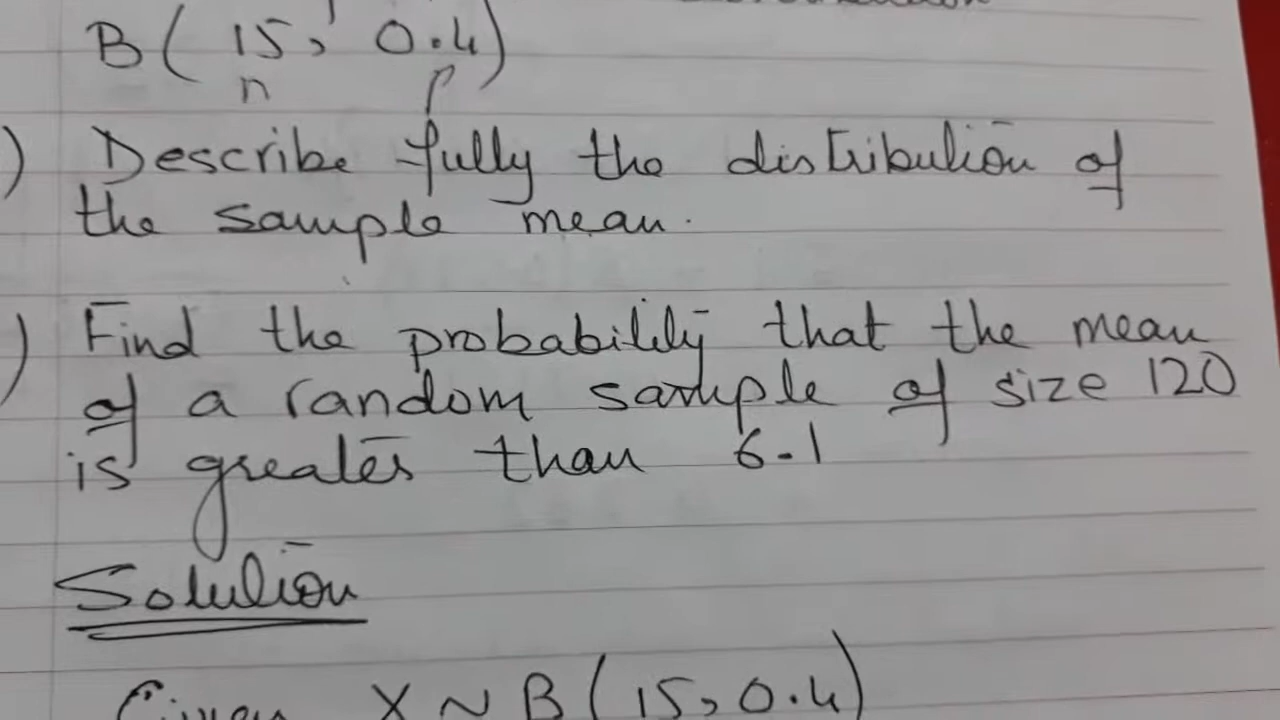 B( 15, 0.4)
n p
) Describe fully the distribution of
the sample mean.
) Find the probability that the mean
of a random sample of size 120
is greater than 6.1
Solution
Given X ~ B(15, 0.4)